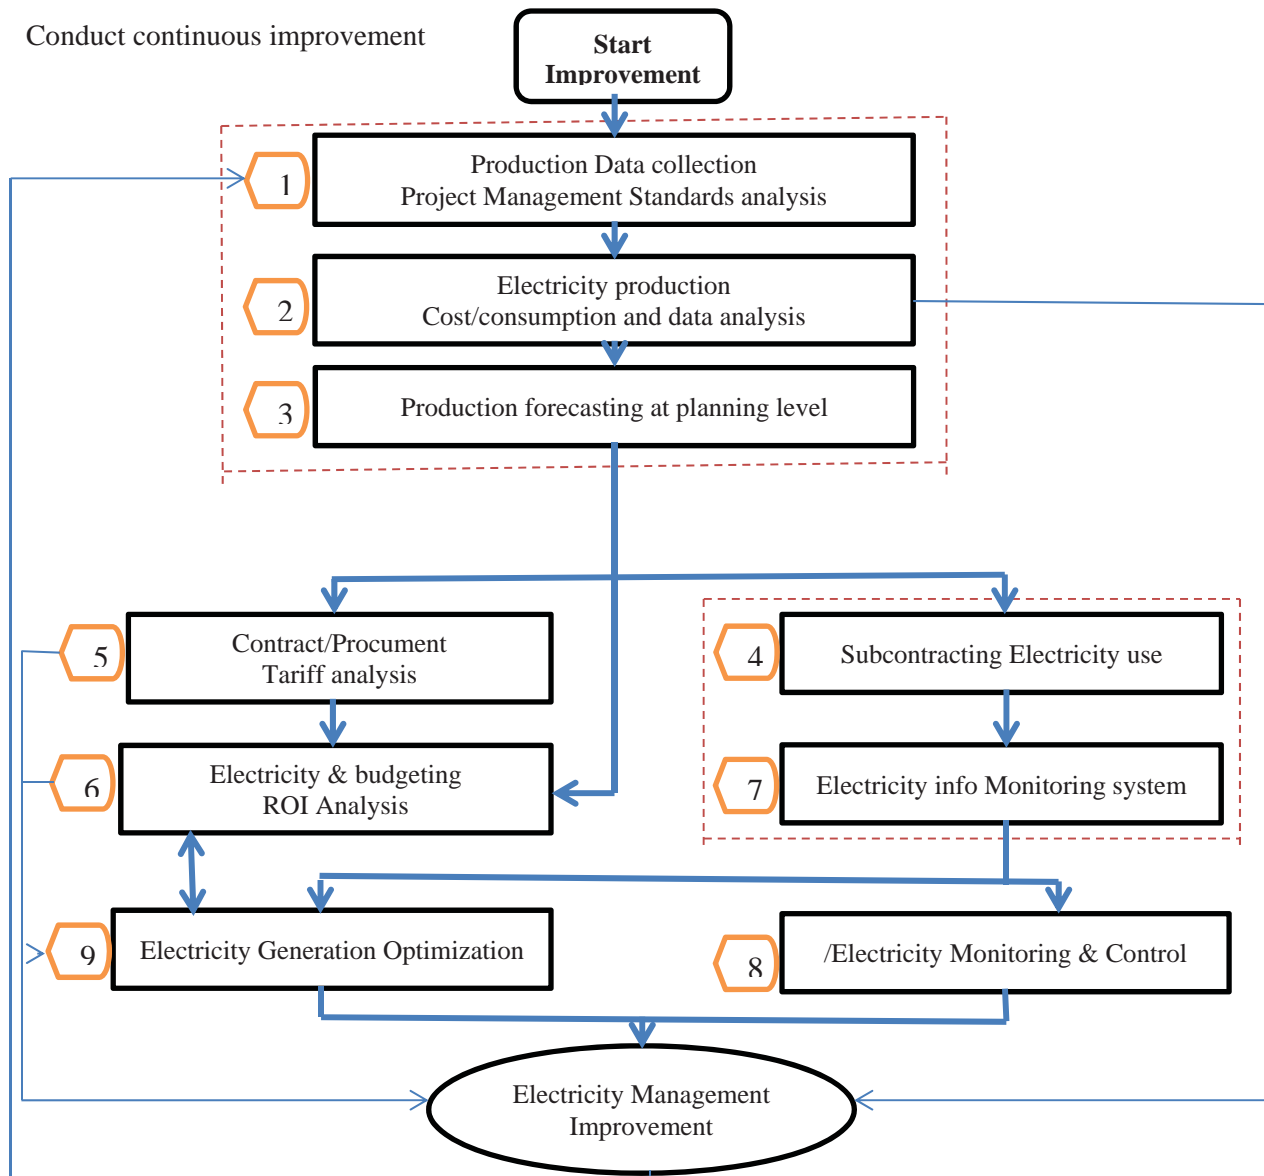 Conduct continuous improvement
Start
Improvement
1
Production Data collection
Project Management Standards analysis
2
Electricity production
Cost/consumption and data analysis
3
Production forecasting at planning level
5
Contract/Procument
Tariff analysis
4
Subcontracting Electricity use
6
Electricity & budgeting
ROI Analysis
7
Electricity info Monitoring system
9
Electricity Generation Optimization
8
/Electricity Monitoring & Control
Electricity Management
Improvement